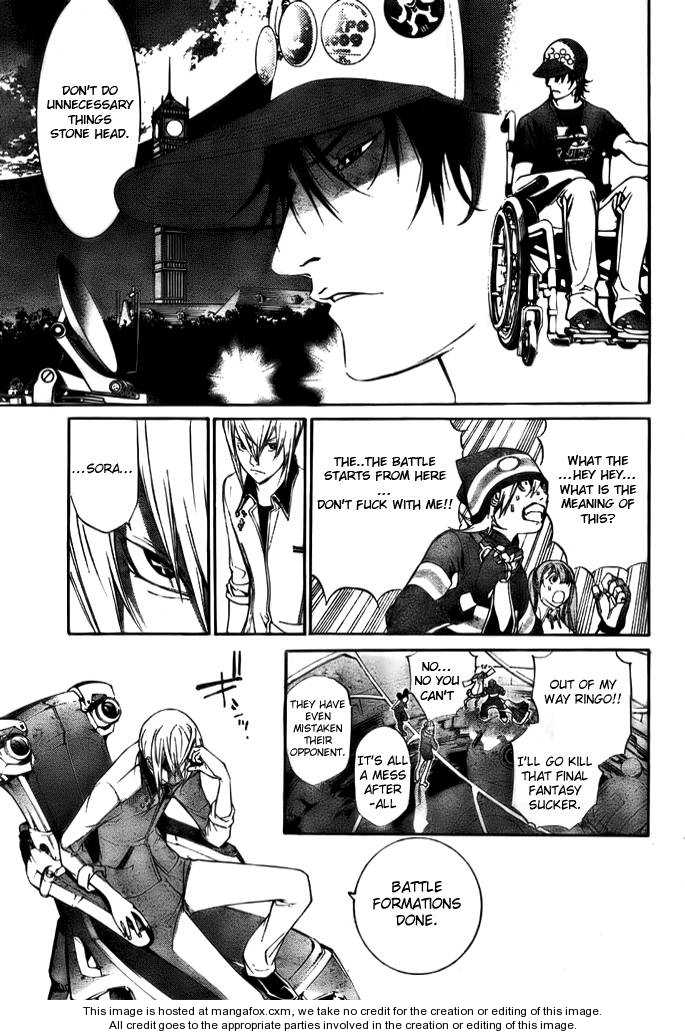 DON'T DO
UNNECESSARY
THINGS
STONE HEAD.
WHAT THE
...HEY HEY...
WHAT IS THE
MEANING OF
THIS?
THE..THE BATTLE
STARTS FROM HERE
...
DON'T FUCK WITH ME!!
...SORA...
OUT OF MY
WAY RINGO!!
I'LL GO KILL
THAT FINAL
FANTASY
SUCKER.
NO...
NO YOU
CAN'T
IT'S ALL
A MESS
AFTER
-ALL
THEY HAVE
EVEN
MISTAKEN
THEIR
OPPONENT.
BATTLE
FORMATIONS
DONE.
This image is hosted at mangafox.cxm, we take no credit for the creation or editing of this image.
All credit goes to the appropriate parties involved in the creation or editing of this image.